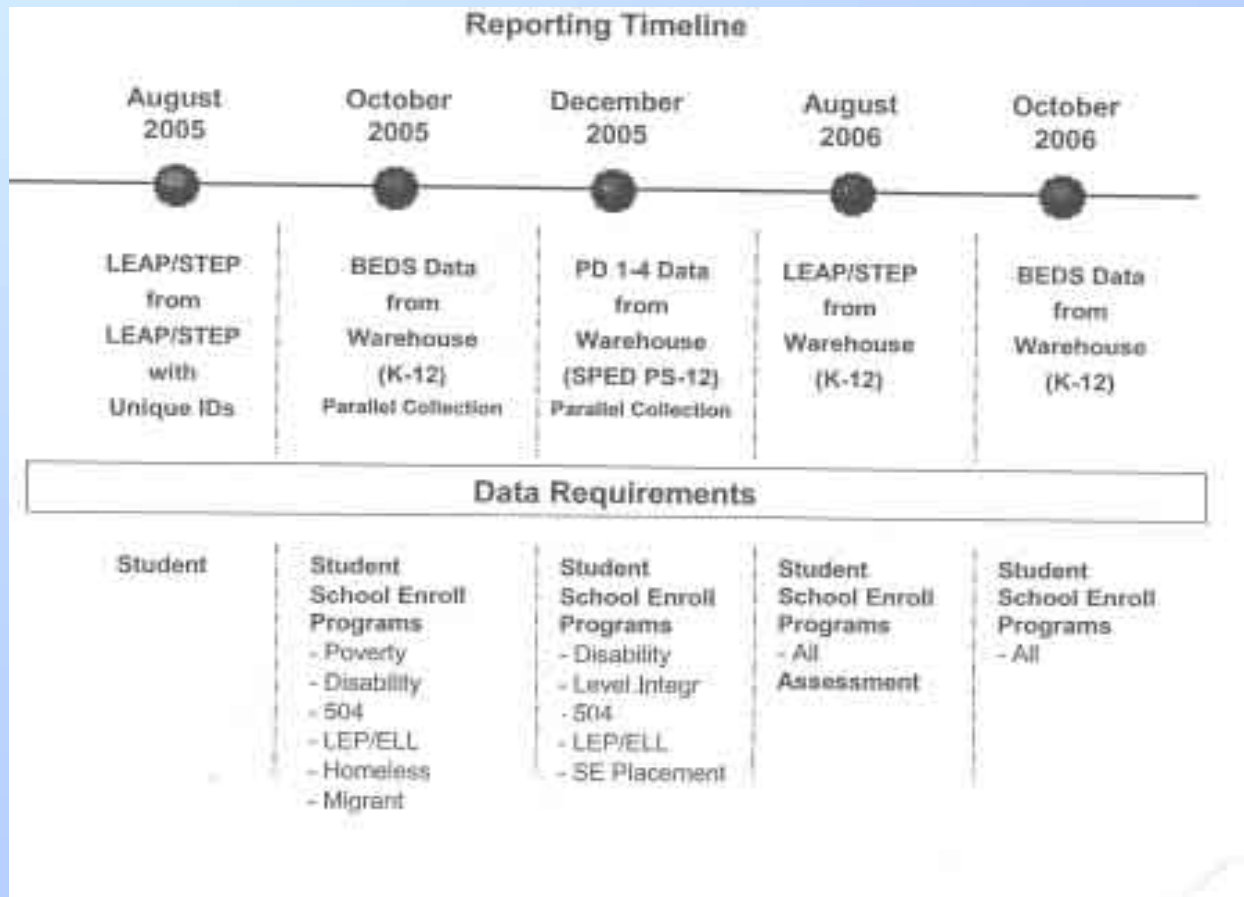 Reporting Timeline
August
2005
October
2005
December
2005
August
2006
October
2006
LEAP/STEP
from
LEAP/STEP
with
Unique IDs
BEDS Data
from
Warehouse
(K-12)
Parallel Collection
PD 1-4 Data
from
Warehouse
(SPED PS-12)
Parallel Collection
LEAP/STEP
from
Warehouse
(K-12)
BEDS Data
from
Warehouse
(K-12)
Data Requirements
Student
Student
School Enroll
Programs
- Poverty
- Disability
- 504
- LEP/ELL
- Homeless
- Migrant
Student
School Enroll
Programs
- Disability
- Level Integr
- 504
- LEP/ELL
- SE Placement
Student
School Enroll
Programs
- All
Assessment
Student
School Enroll
Programs
- All